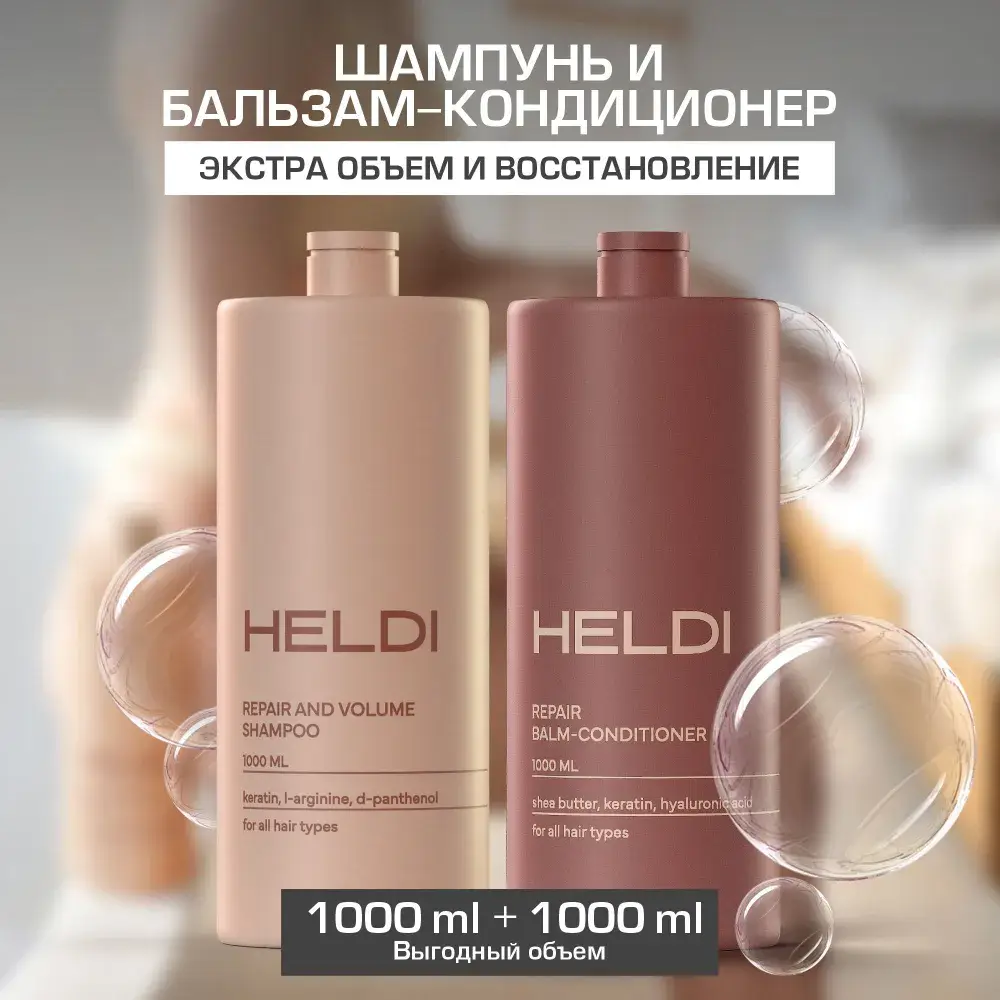 ШАМПУНЬ И
БАЛЬЗАМ-КОНДИЦИОНЕР
ЭКСТРА ОБЪЕМ И ВОССТАНОВЛЕНИЕ
HELDI
REPAIR AND VOLUME
SHAMPOO
1000 ML
keratin, l-arginine, d-panthenol
for all hair types
HELDI
REPAIR
BALM-CONDITIONER
1000 ML
shea butter, keratin, hyaluronic acid
for all hair types
1000 ml + 1000 ml
Выгодный объем